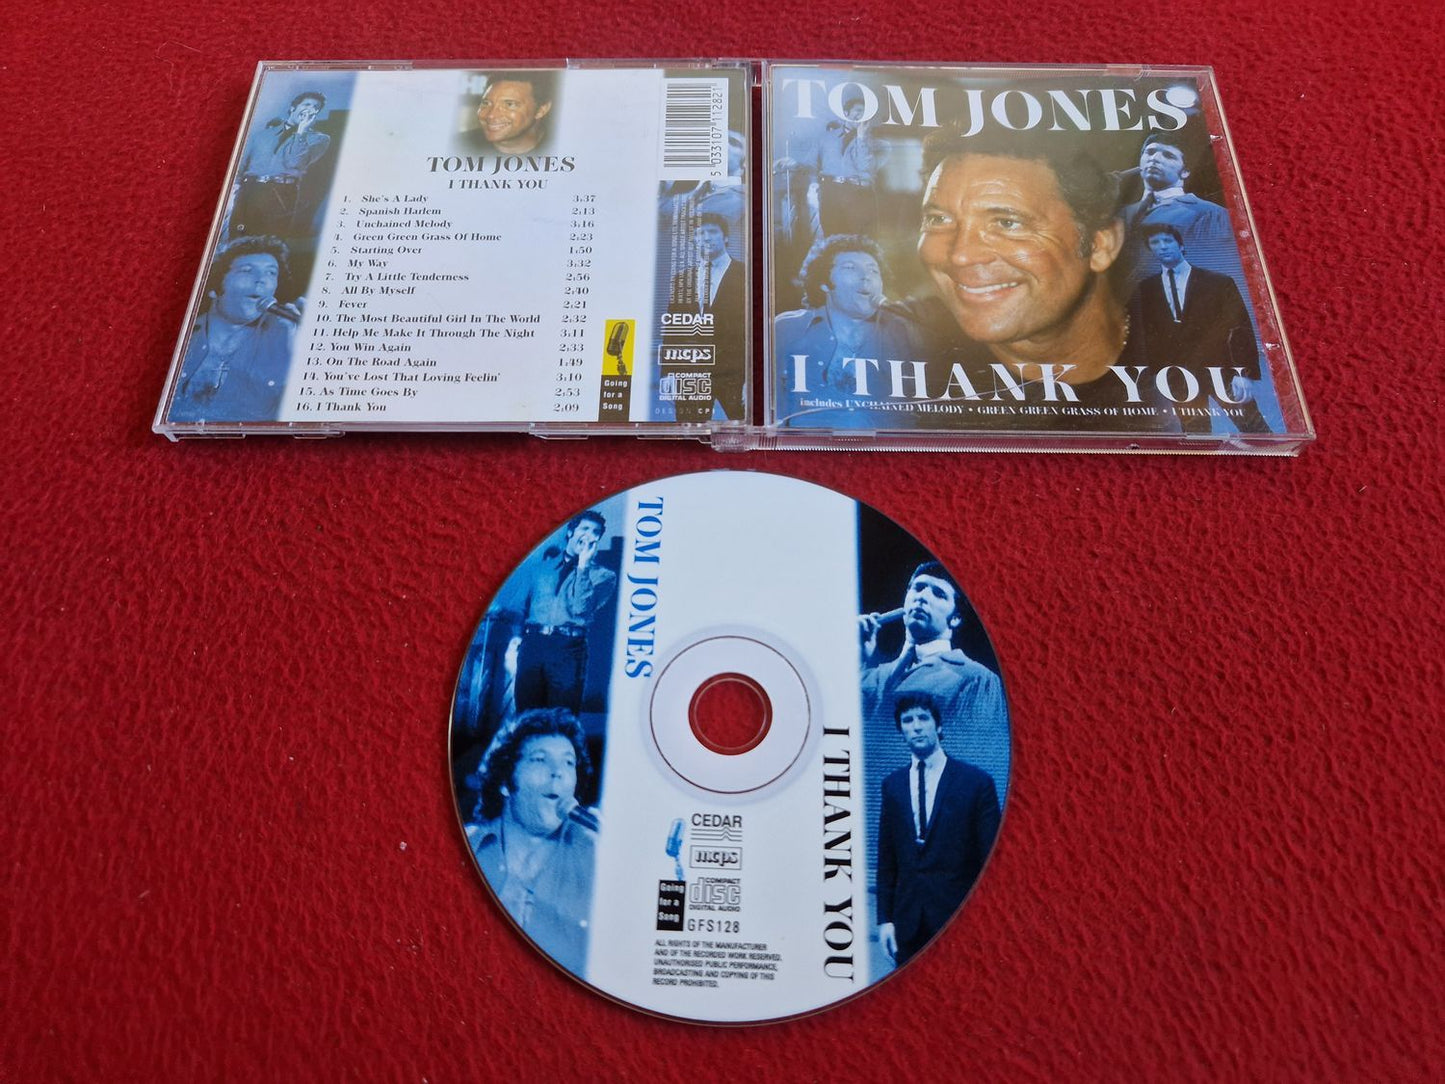 TOM JONES
I THANK YOU
1. She's A Lady 3:37
2. Spanish Harlem 2:13
3. Unchained Melody 3:16
4. Green Green Grass Of Home 2:23
5. Starting Over 1:50
6. My Way 3:32
7. Try A Little Tenderness 2:56
8. All By Myself 2:40
9. Fever 2:21
10. The Most Beautiful Girl In The World 2:32
11. Help Me Make It Through The Night 3:11
12. You Win Again 2:33
13. On The Road Again 1:49
14. You've Lost That Loving Feelin' 3:10
15. As Time Goes By 2:53
16. I Thank You 2:09
Going
for a
Song
5 033107 112821
CEDAR
mcps
COMPACT
disc
DIGITAL AUDIO
DESIGN CPL
TOM JONES
I THANK YOU
includes UNCHAINED MELODY • GREEN GREEN GRASS OF HOME • I THANK YOU
TOM JONES
I THANK YOU
CEDAR
mcps
COMPACT
disc
DIGITAL AUDIO
Going
for a
Song
GFS128
ALL RIGHTS OF THE MANUFACTURER
AND OF THE RECORDED WORK RESERVED.
UNAUTHORISED PUBLIC PERFORMANCE,
BROADCASTING AND COPYING OF THIS
RECORD PROHIBITED.